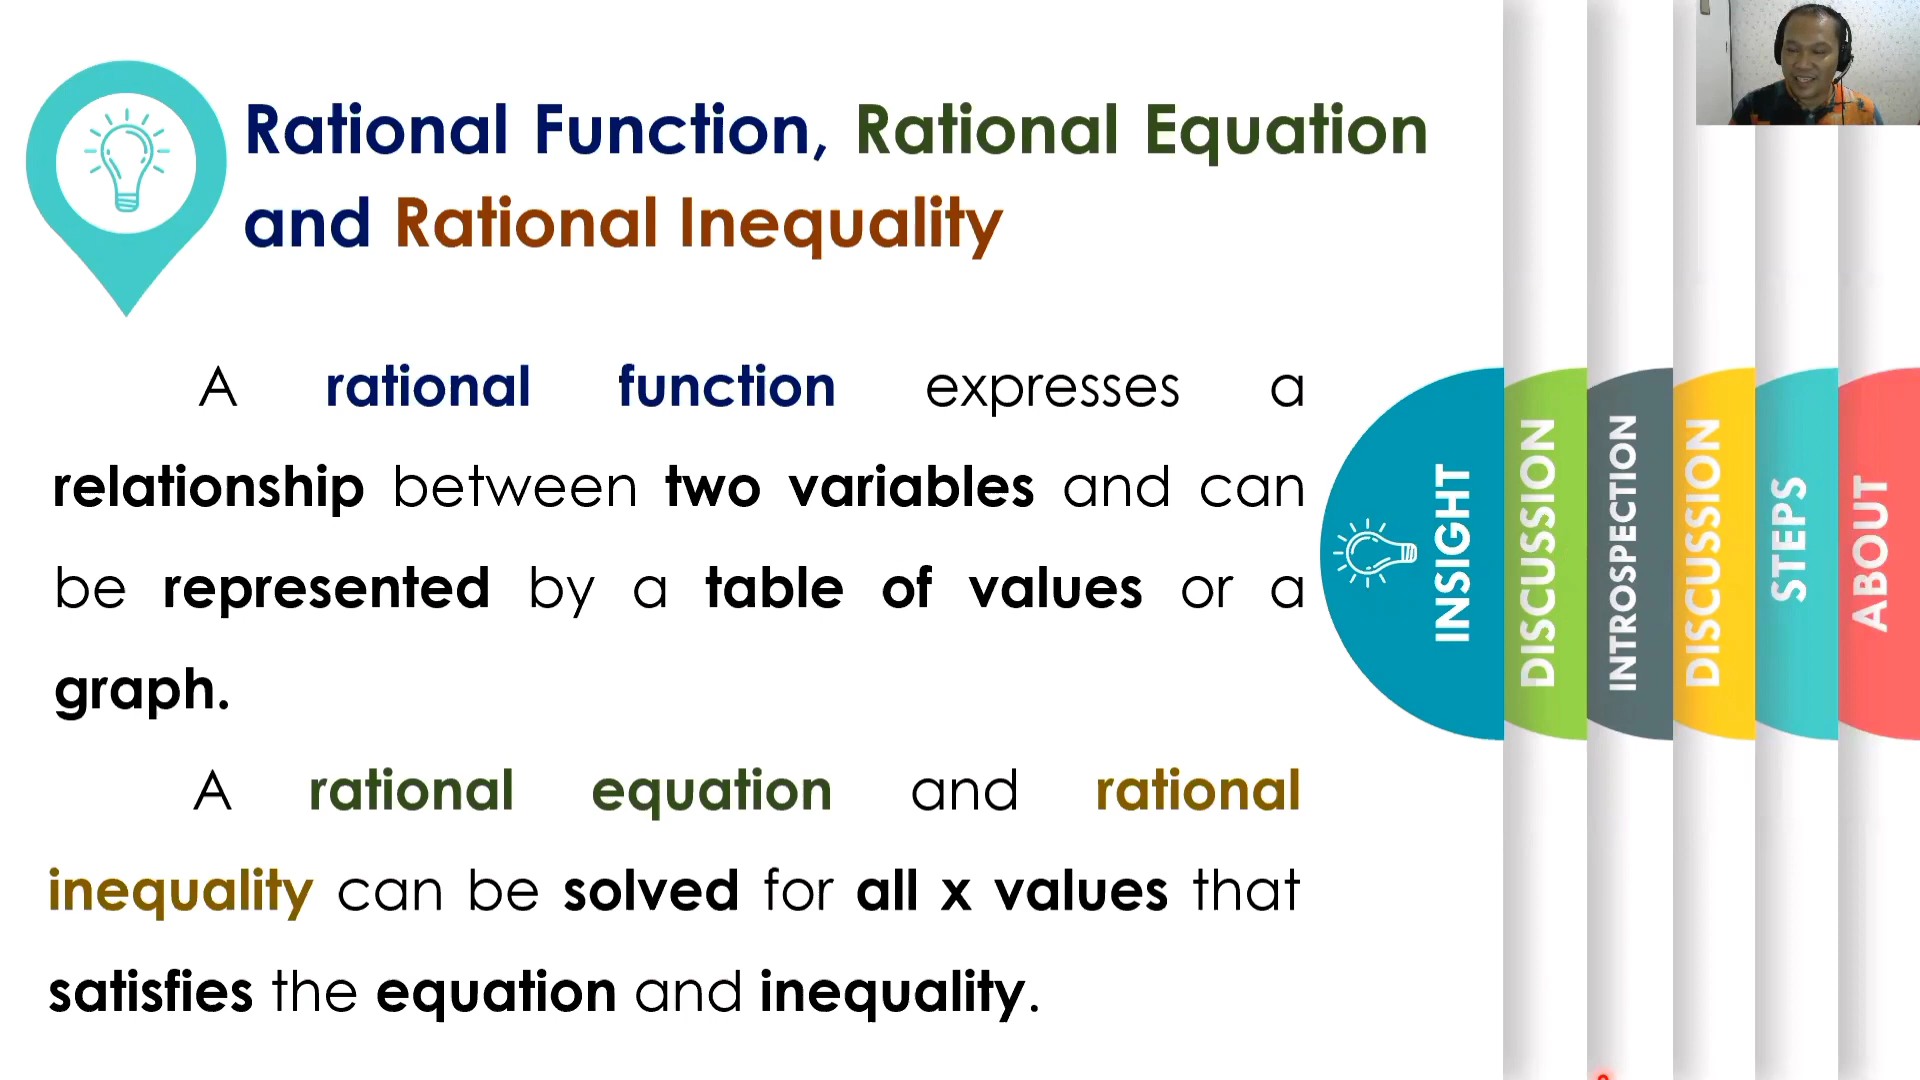 Rational Function, Rational Equation
and Rational Inequality
A rational function expresses a
relationship between two variables and can
be represented by a table of values or a
graph.
A rational equation and rational
inequality can be solved for all x values that
satisfies the equation and inequality.
INSIGHT
DISCUSSION
INTROSPECTION
DISCUSSION
STEPS
ABOUT